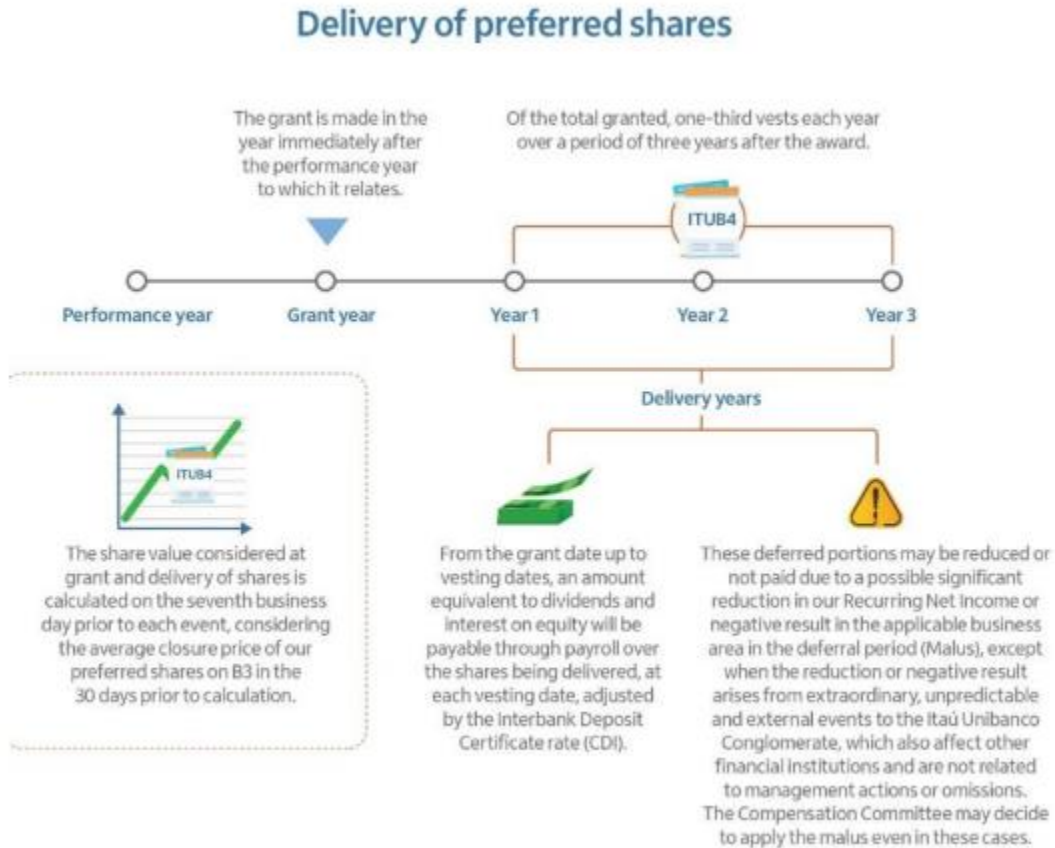 Delivery of preferred shares
The grant is made in the
year immediately after
the performance year
to which it relates.
Of the total granted, one-third vests each year
over a period of three years after the award.
ITUB4
Performance year
Grant year
Year 1
Year 2
Year 3
Delivery years
ITUB4
The share value considered at
grant and delivery of shares is
calculated on the seventh business
day prior to each event, considering
the average closure price of our
preferred shares on B3 in the
30 days prior to calculation.
From the grant date up to
vesting dates, an amount
equivalent to dividends and
interest on equity will be
payable through payroll over
the shares being delivered, at
each vesting date, adjusted
by the Interbank Deposit
Certificate rate (CDI).
These deferred portions may be reduced or
not paid due to a possible significant
reduction in our Recurring Net Income or
negative result in the applicable business
area in the deferral period (Malus), except
when the reduction or negative result
arises from extraordinary, unpredictable
and external events to the Itaú Unibanco
Conglomerate, which also affect other
financial institutions and are not related
to management actions or omissions.
The Compensation Committee may decide
to apply the malus even in these cases.